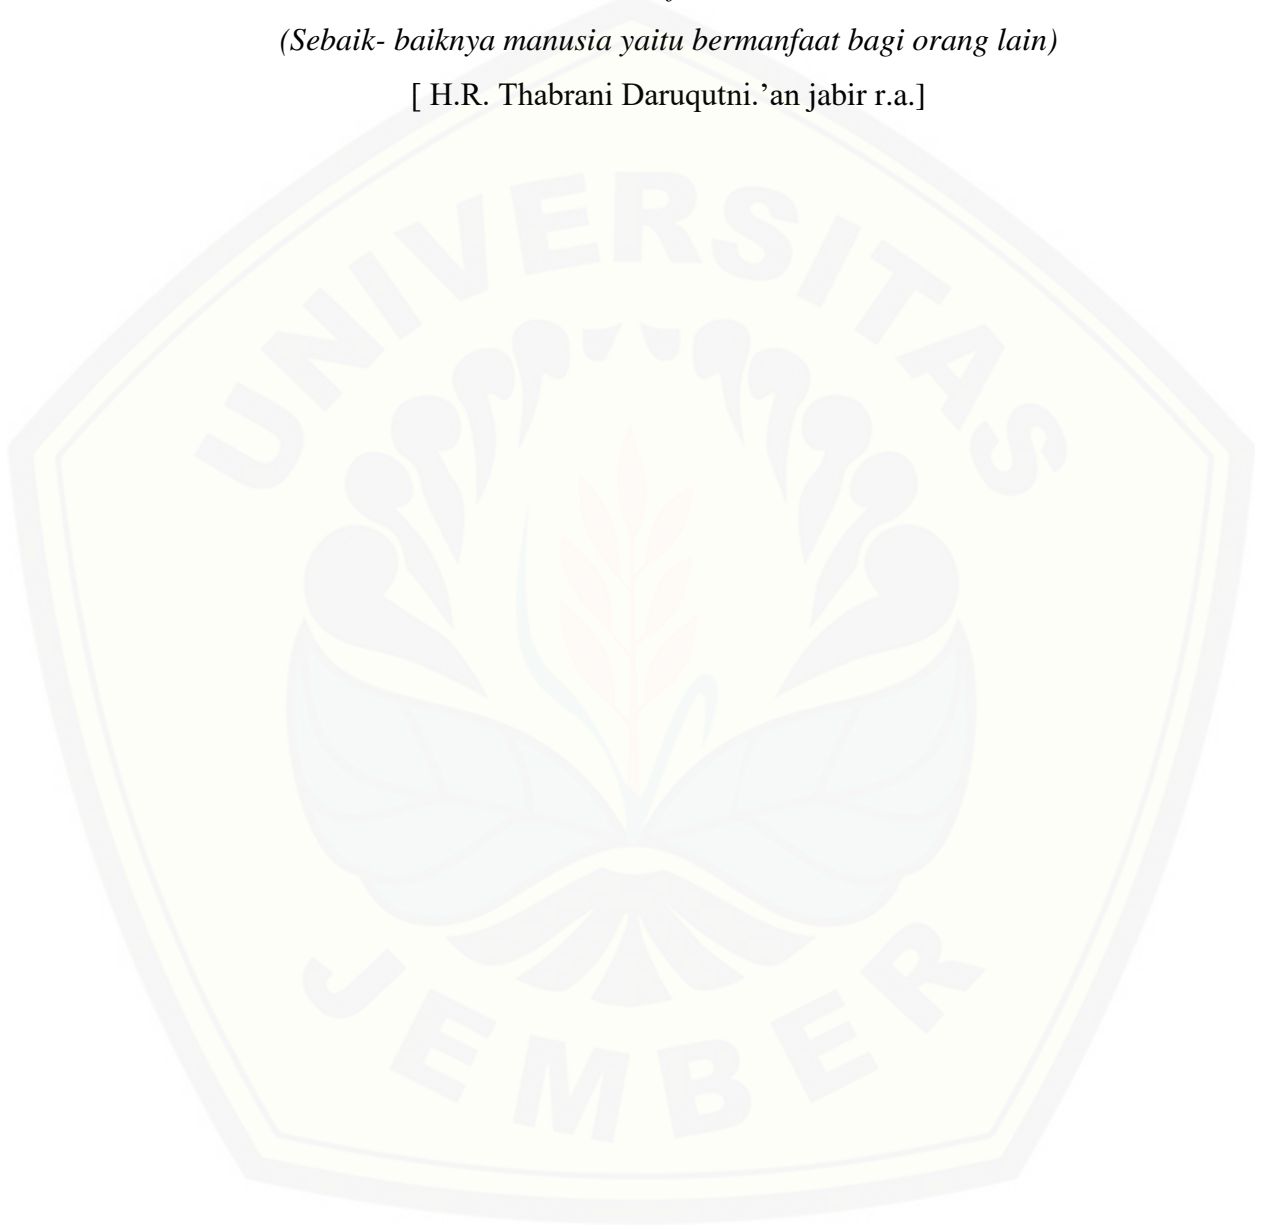 (Sebaik- baiknya manusia yaitu bermanfaat bagi orang lain)
[ H.R. Thabrani Daruqutni.’an jabir r.a.]
UNIVERSITAS
JEMBER